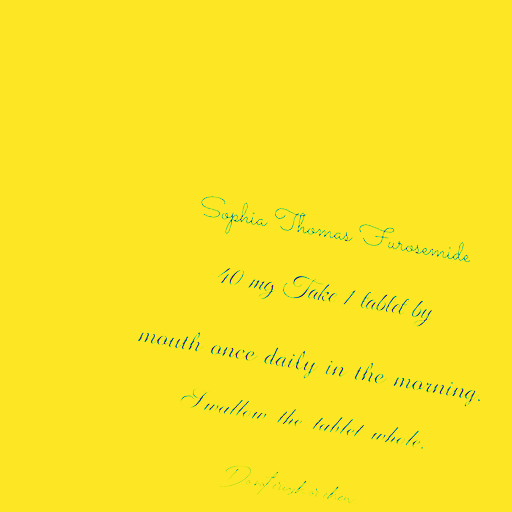 Sophia Thomas Furosemide
40 mg Take 1 tablet by
mouth once daily in the morning.
Swallow the tablet whole.